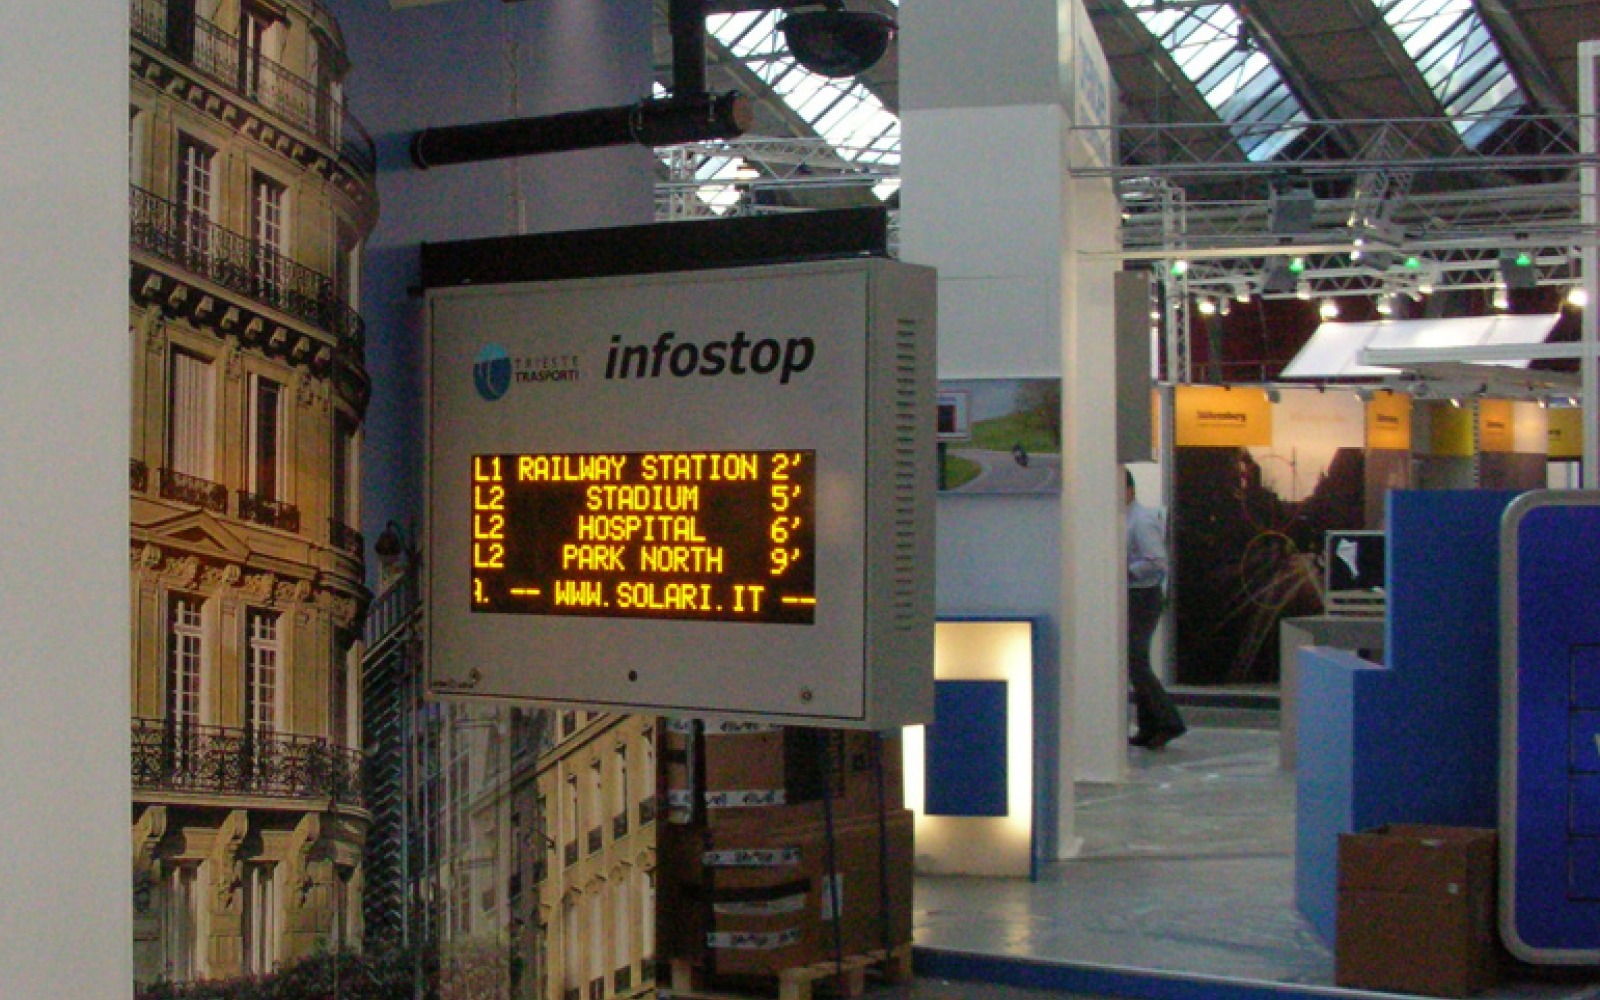 TRIESTE
TRASPORTI
infostop
L1 RAILWAY STATION 2'
L2 STADIUM 5'
L2 HOSPITAL 6'
L2 PARK NORTH 9'
. -- WWW.SOLARI.IT --